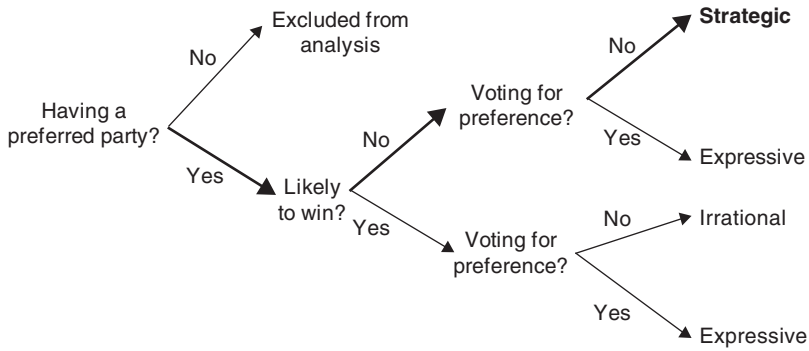 Having a
preferred party?
No
Excluded from
analysis
Yes
Likely
to win?
No
Voting for
preference?
No
Strategic
Yes
Expressive
Yes
Voting for
preference?
No
Irrational
Yes
Expressive